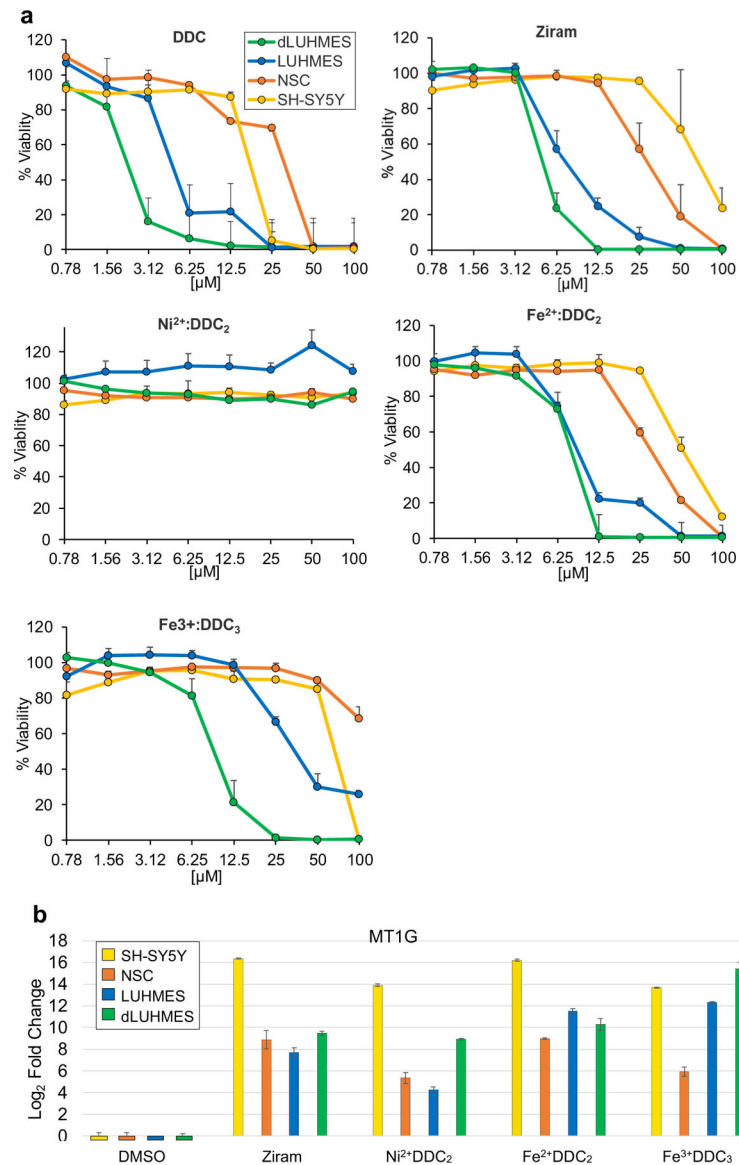 a
DDC
120
100
80
60
40
20
0
% Viablity
dLUHMES
LUHMES
NSC
SH-SY5Y
0.78 1.56 3.12 6.25 12.5 25 50 100
[µM]
Ziram
120
100
80
60
40
20
0
% Viability
0.78 1.56 3.12 6.25 12.5 25 50 100
[µM]
Ni²⁺:DDC₂
120
100
80
60
40
20
0
% Viability
0.78 1.56 3.12 6.25 12.5 25 50 100
[µM]
Fe²⁺:DDC₂
120
100
80
60
40
20
0
% Viability
0.78 1.56 3.12 6.25 12.5 25 50 100
[µM]
Fe3+:DDC₃
120
100
80
60
40
20
0
% Viability
0.78 1.56 3.12 6.25 12.5 25 50 100
[µM]
b
MT1G
18
16
14
12
10
8
6
4
2
0
Log₂ Fold Change
SH-SY5Y
NSC
LUHMES
dLUHMES
DMSO Ziram Ni²⁺DDC₂ Fe²⁺DDC₂ Fe³⁺DDC₃